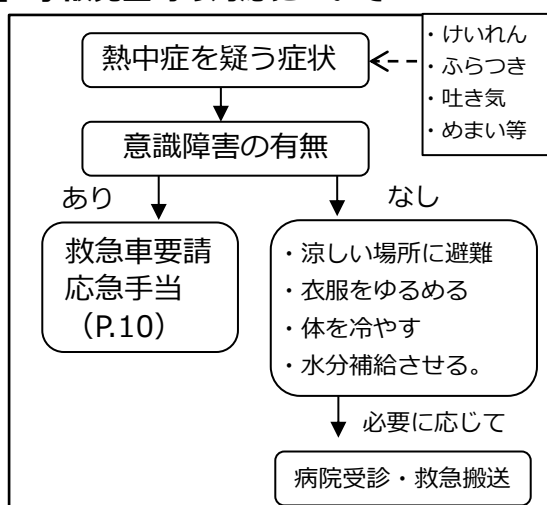 熱中症を疑う症状
・けいれん
・ふらつき
・吐き気
・めまい等
意識障害の有無
あり
なし
救急車要請
応急手当
（P.10）
・涼しい場所に避難
・衣服をゆるめる
・体を冷やす
・水分補給させる。
必要に応じて
病院受診・救急搬送